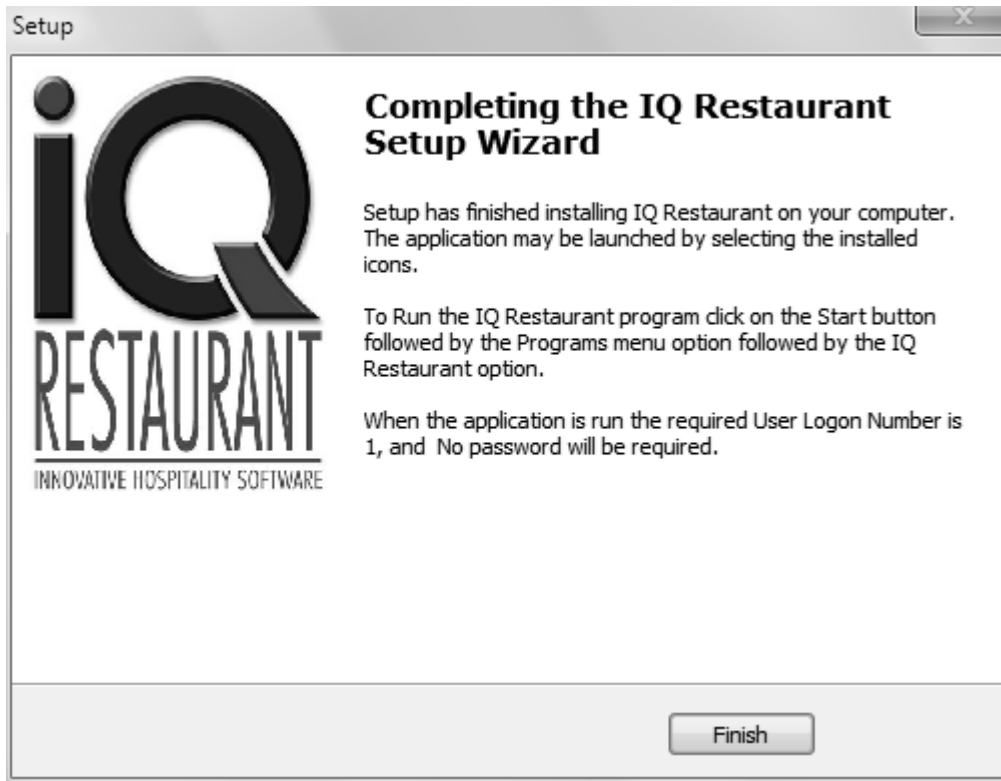 Setup
X
iQ
RESTAURANT
INNOVATIVE HOSPITALITY SOFTWARE
Completing the IQ Restaurant
Setup Wizard
Setup has finished installing IQ Restaurant on your computer.
The application may be launched by selecting the installed
icons.
To Run the IQ Restaurant program click on the Start button
followed by the Programs menu option followed by the IQ
Restaurant option.
When the application is run the required User Logon Number is
1, and  No password will be required.
Finish